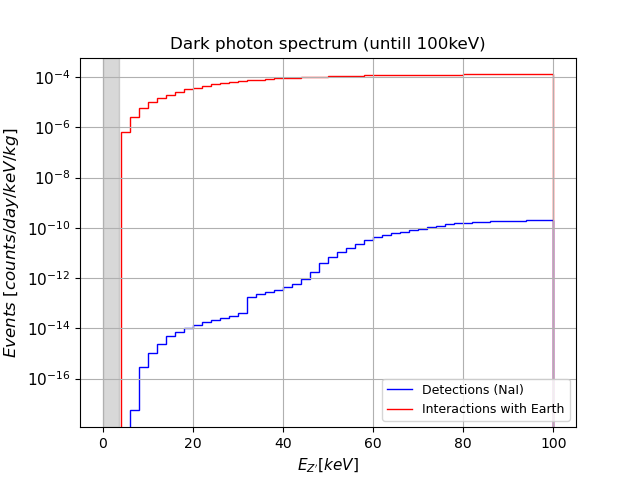 Dark photon spectrum (untill 100keV)
10⁻⁴
10⁻⁶
10⁻⁸
10⁻¹⁰
10⁻¹²
10⁻¹⁴
10⁻¹⁶
Events [counts/day/keV/kg]
Detections (NaI)
Interactions with Earth
0 20 40 60 80 100
E_{Z'}[keV]